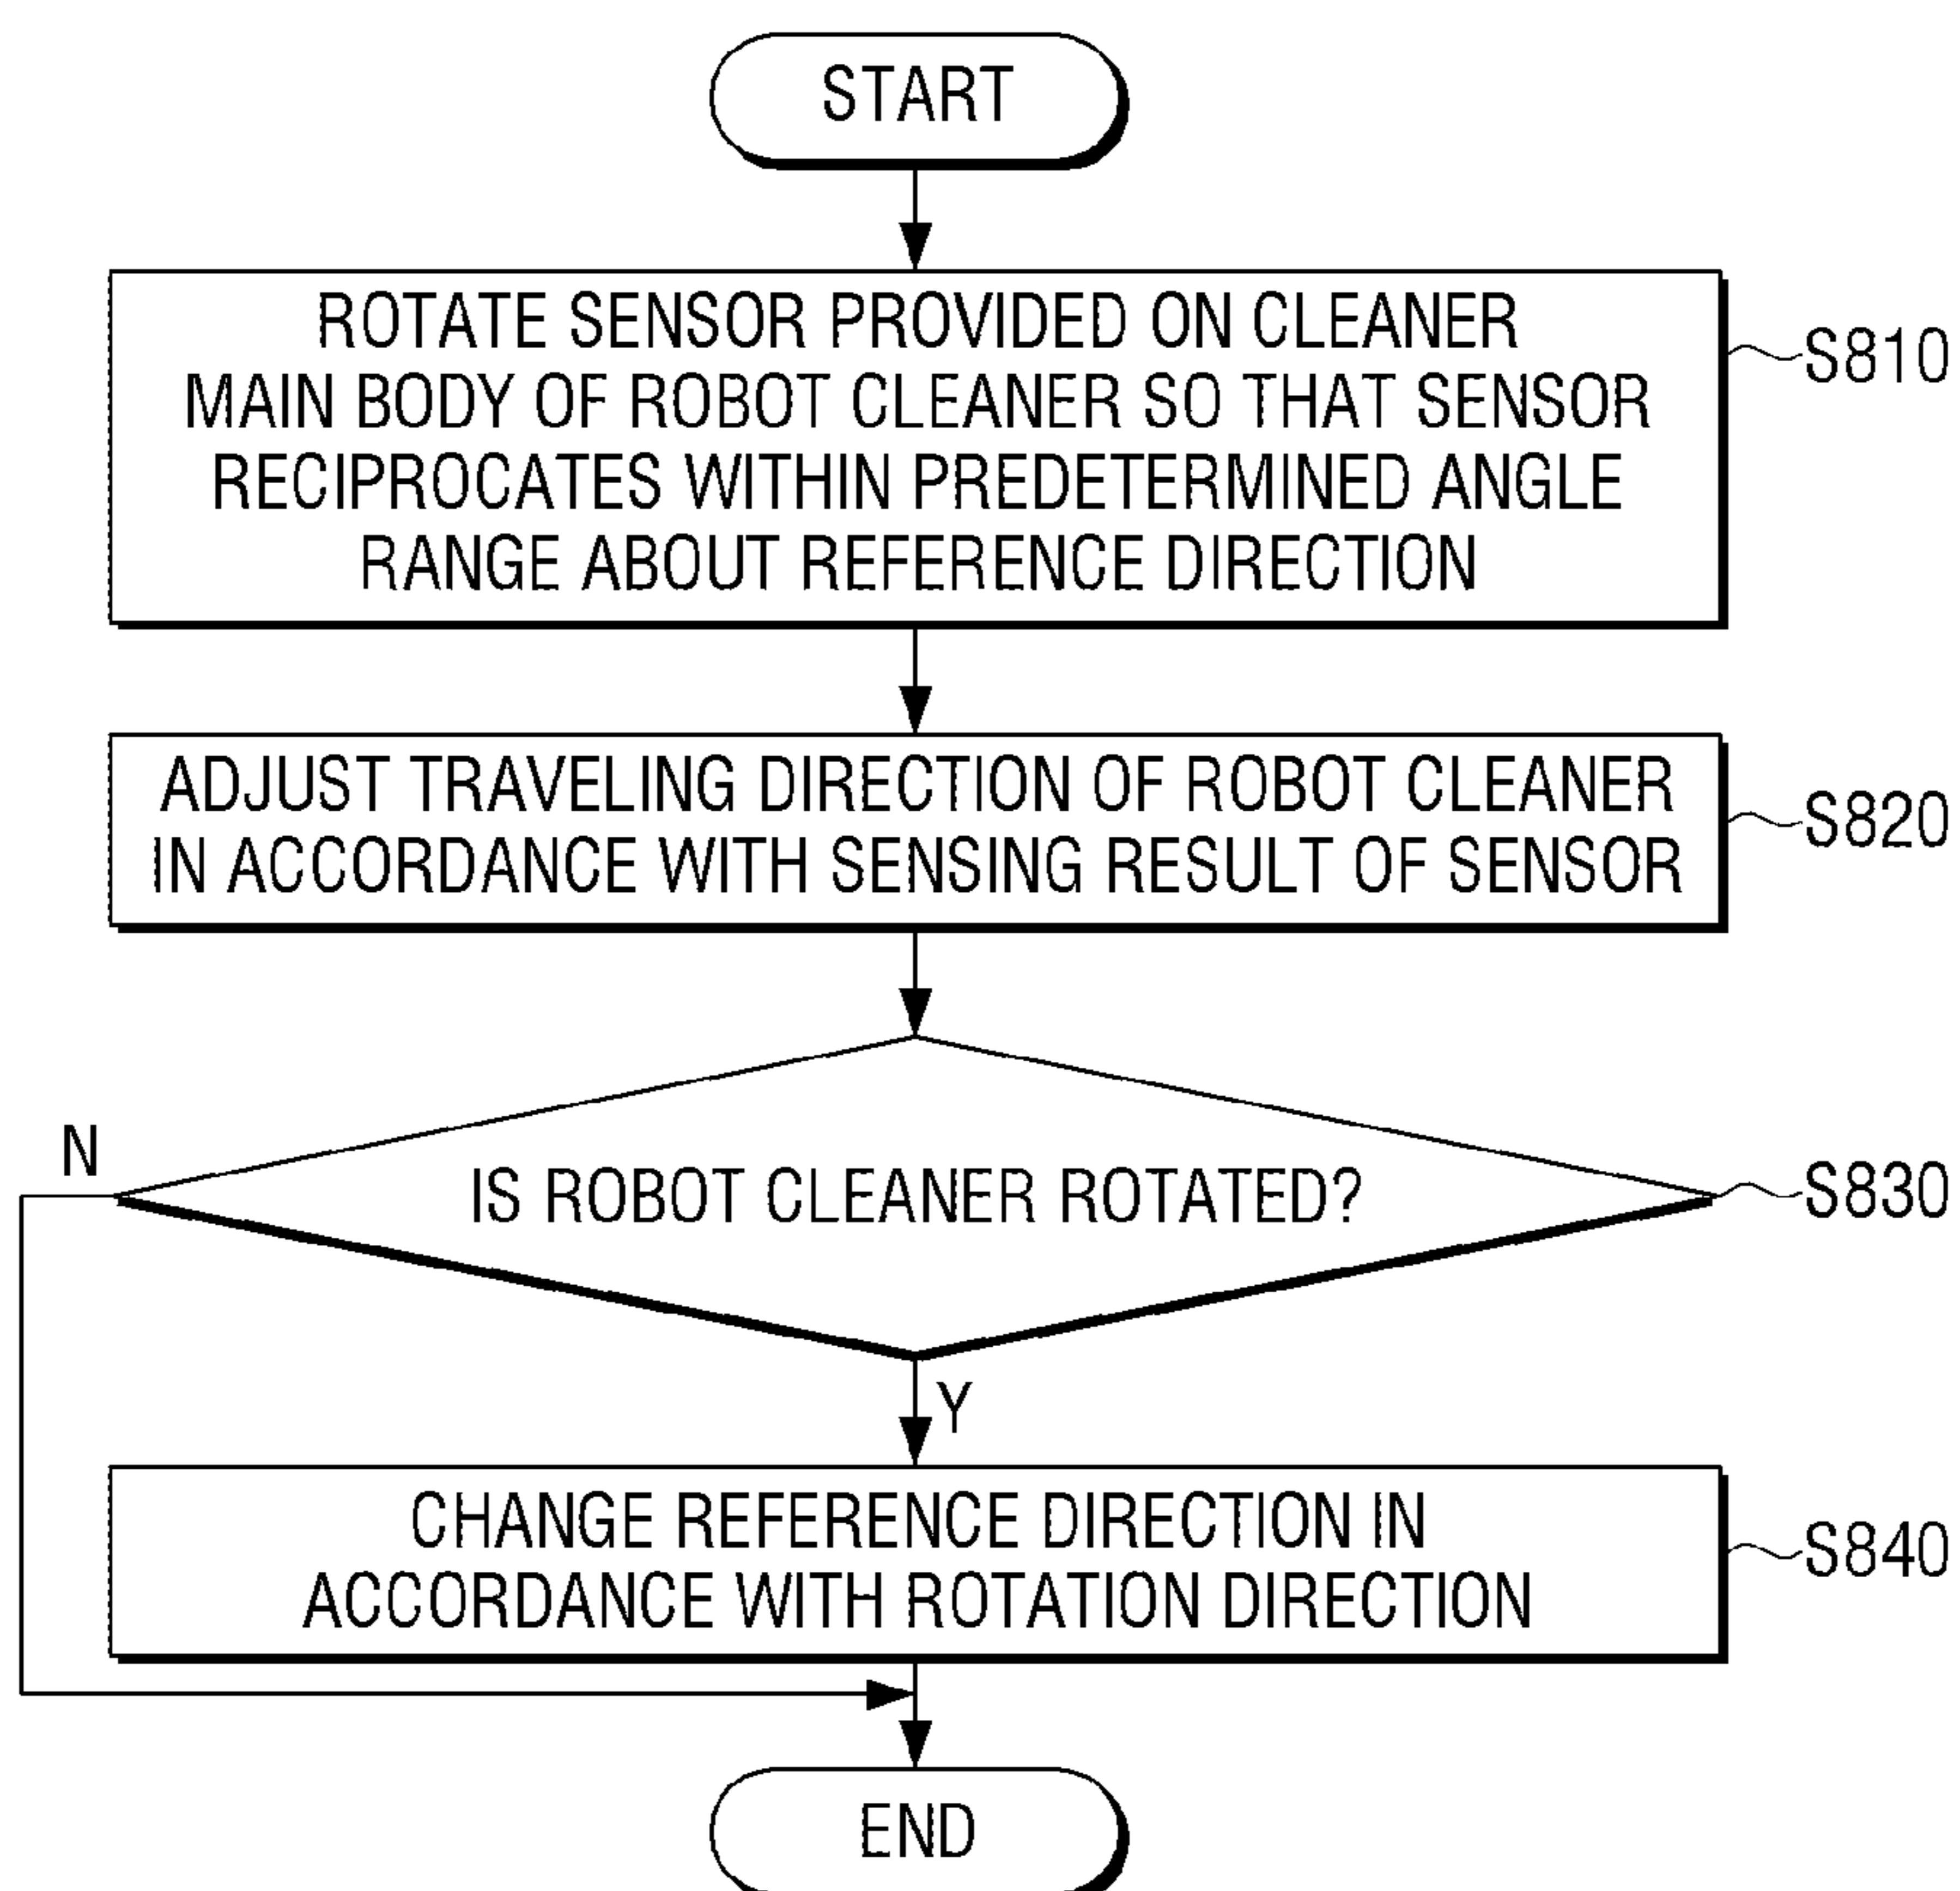 START
ROTATE SENSOR PROVIDED ON CLEANER
MAIN BODY OF ROBOT CLEANER SO THAT SENSOR
RECIPROCATES WITHIN PREDETERMINED ANGLE
RANGE ABOUT REFERENCE DIRECTION
S810
ADJUST TRAVELING DIRECTION OF ROBOT CLEANER
IN ACCORDANCE WITH SENSING RESULT OF SENSOR
S820
N
IS ROBOT CLEANER ROTATED?
S830
Y
CHANGE REFERENCE DIRECTION IN
ACCORDANCE WITH ROTATION DIRECTION
S840
END